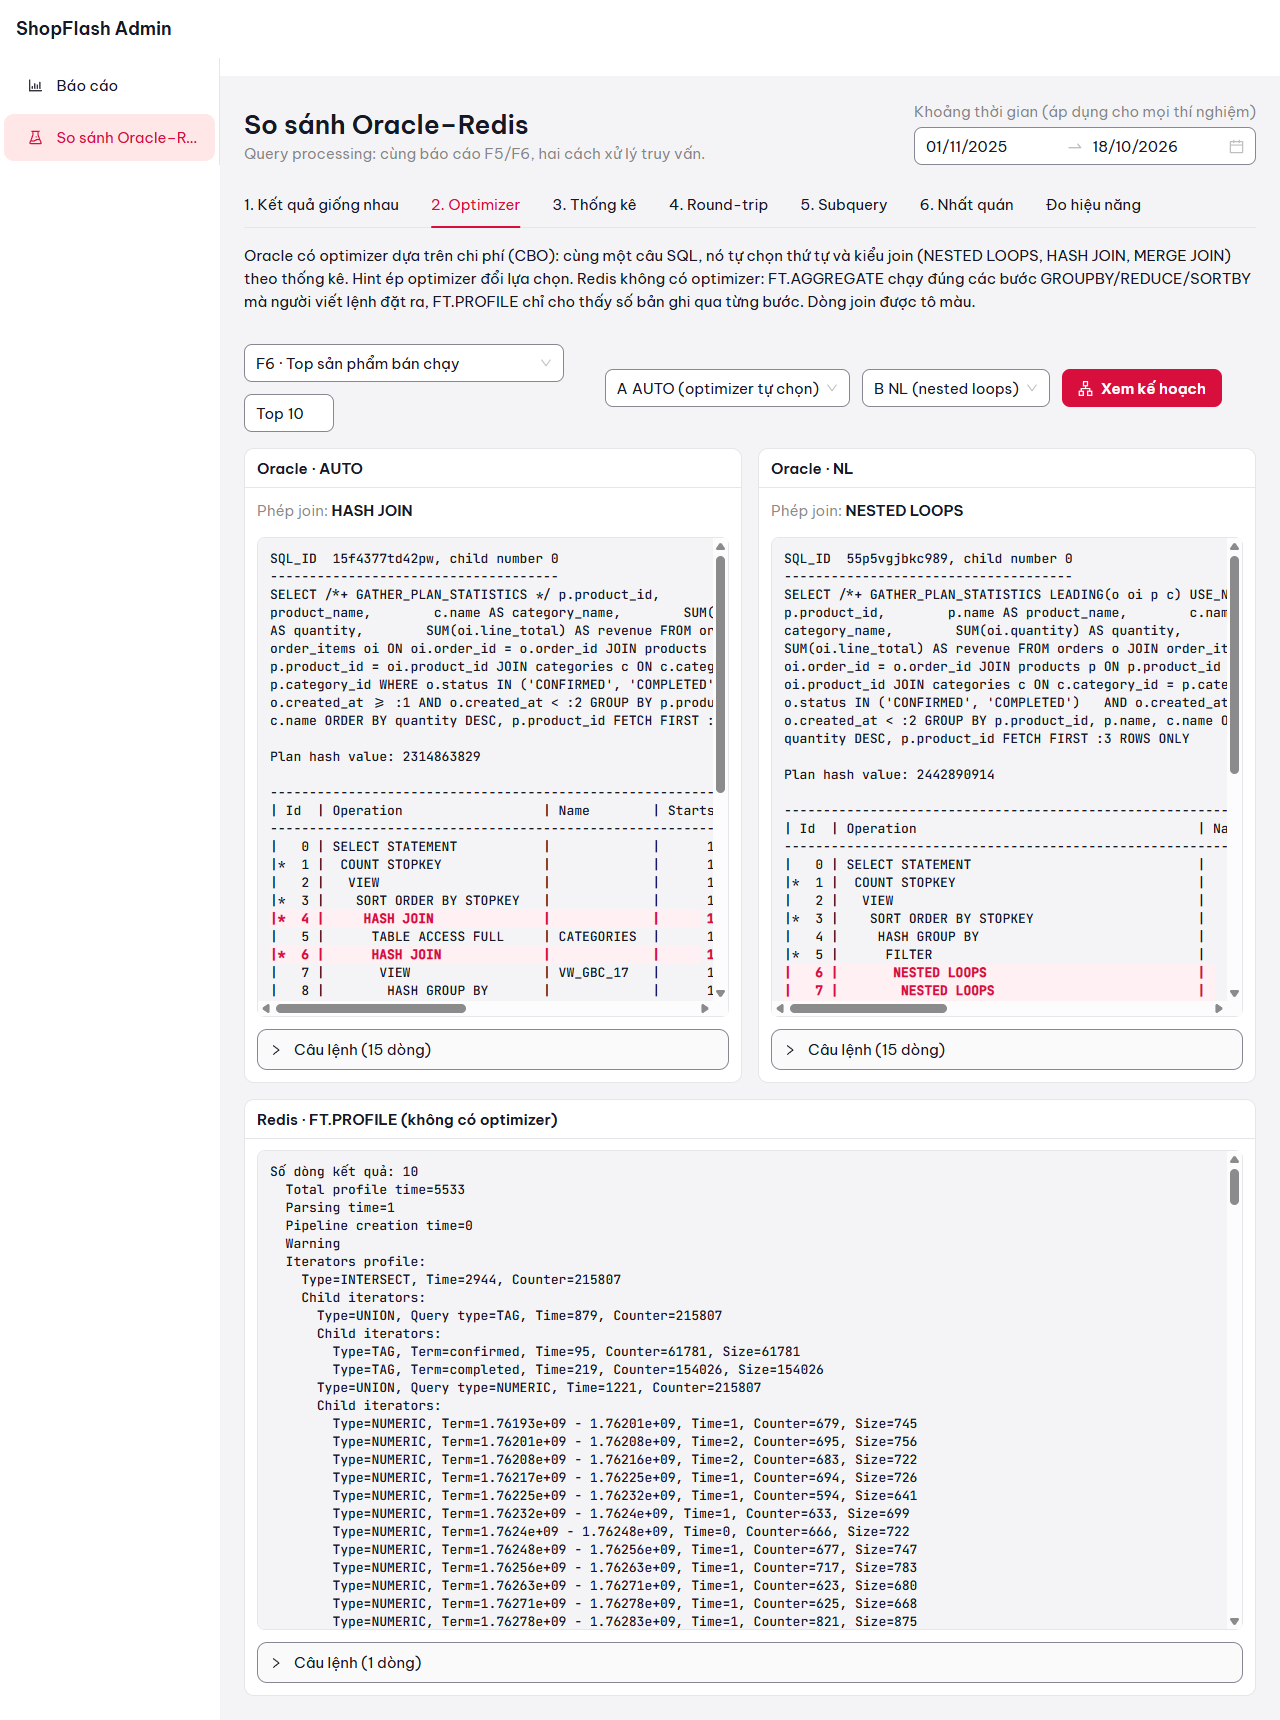 ShopFlash Admin
Báo cáo
So sánh Oracle–R...
So sánh Oracle–Redis
Query processing: cùng báo cáo F5/F6, hai cách xử lý truy vấn.
Khoảng thời gian (áp dụng cho mọi thí nghiệm)
01/11/2025 → 18/10/2026
1. Kết quả giống nhau 2. Optimizer 3. Thống kê 4. Round-trip 5. Subquery 6. Nhất quán Đo hiệu năng
Oracle có optimizer dựa trên chi phí (CBO): cùng một câu SQL, nó tự chọn thứ tự và kiểu join (NESTED LOOPS, HASH JOIN, MERGE JOIN)
theo thống kê. Hint ép optimizer đổi lựa chọn. Redis không có optimizer: FT.AGGREGATE chạy đúng các bước GROUPBY/REDUCE/SORTBY
mà người viết lệnh đặt ra, FT.PROFILE chỉ cho thấy số bản ghi qua từng bước. Dòng join được tô màu.
F6 · Top sản phẩm bán chạy
Top 10
A AUTO (optimizer tự chọn)
B NL (nested loops)
Xem kế hoạch
Oracle · AUTO
Phép join: HASH JOIN
SQL_ID  15f4377td42pw, child number 0
-------------------------------------
SELECT /*+ GATHER_PLAN_STATISTICS */ p.product_id,
product_name,        c.name AS category_name,        SUM(
AS quantity,        SUM(oi.line_total) AS revenue FROM or
order_items oi ON oi.order_id = o.order_id JOIN products
p.product_id = oi.product_id JOIN categories c ON c.categ
p.category_id WHERE o.status IN ('CONFIRMED', 'COMPLETED'
o.created_at >= :1 AND o.created_at < :2 GROUP BY p.produ
c.name ORDER BY quantity DESC, p.product_id FETCH FIRST :
Plan hash value: 2314863829
---------------------------------------------------------
| Id  | Operation                  | Name        | Starts
---------------------------------------------------------
|   0 | SELECT STATEMENT           |             |      1
|*  1 |  COUNT STOPKEY             |             |      1
|   2 |   VIEW                     |             |      1
|*  3 |    SORT ORDER BY STOPKEY   |             |      1
|*  4 |     HASH JOIN              |             |      1
|   5 |      TABLE ACCESS FULL     | CATEGORIES  |      1
|*  6 |      HASH JOIN             |             |      1
|   7 |       VIEW                 | VW_GBC_17   |      1
|   8 |        HASH GROUP BY       |             |      1
Câu lệnh (15 dòng)
Oracle · NL
Phép join: NESTED LOOPS
SQL_ID  55p5vgjbkc989, child number 0
-------------------------------------
SELECT /*+ GATHER_PLAN_STATISTICS LEADING(o oi p c) USE_N
p.product_id,        p.name AS product_name,        c.nam
category_name,        SUM(oi.quantity) AS quantity,
SUM(oi.line_total) AS revenue FROM orders o JOIN order_it
oi.order_id = o.order_id JOIN products p ON p.product_id
oi.product_id JOIN categories c ON c.category_id = p.cate
o.status IN ('CONFIRMED', 'COMPLETED')   AND o.created_at
o.created_at < :2 GROUP BY p.product_id, p.name, c.name O
quantity DESC, p.product_id FETCH FIRST :3 ROWS ONLY
Plan hash value: 2442890914
---------------------------------------------------------
| Id  | Operation                                    | Na
---------------------------------------------------------
|   0 | SELECT STATEMENT                             |
|*  1 |  COUNT STOPKEY                               |
|   2 |   VIEW                                       |
|*  3 |    SORT ORDER BY STOPKEY                     |
|   4 |     HASH GROUP BY                            |
|*  5 |      FILTER                                  |
|   6 |       NESTED LOOPS                           |
|   7 |        NESTED LOOPS                          |
Câu lệnh (15 dòng)
Redis · FT.PROFILE (không có optimizer)
Số dòng kết quả: 10
Total profile time=5533
Parsing time=1
Pipeline creation time=0
Warning
Iterators profile:
Type=INTERSECT, Time=2944, Counter=215807
Child iterators:
Type=UNION, Query type=TAG, Time=879, Counter=215807
Child iterators:
Type=TAG, Term=confirmed, Time=95, Counter=61781, Size=61781
Type=TAG, Term=completed, Time=219, Counter=154026, Size=154026
Type=UNION, Query type=NUMERIC, Time=1221, Counter=215807
Child iterators:
Type=NUMERIC, Term=1.76193e+09 - 1.76201e+09, Time=1, Counter=679, Size=745
Type=NUMERIC, Term=1.76201e+09 - 1.76208e+09, Time=2, Counter=695, Size=756
Type=NUMERIC, Term=1.76208e+09 - 1.76216e+09, Time=2, Counter=683, Size=722
Type=NUMERIC, Term=1.76217e+09 - 1.76225e+09, Time=1, Counter=694, Size=726
Type=NUMERIC, Term=1.76225e+09 - 1.76232e+09, Time=1, Counter=594, Size=641
Type=NUMERIC, Term=1.76232e+09 - 1.7624e+09, Time=1, Counter=633, Size=699
Type=NUMERIC, Term=1.7624e+09 - 1.76248e+09, Time=0, Counter=666, Size=722
Type=NUMERIC, Term=1.76248e+09 - 1.76256e+09, Time=1, Counter=677, Size=747
Type=NUMERIC, Term=1.76256e+09 - 1.76263e+09, Time=1, Counter=717, Size=783
Type=NUMERIC, Term=1.76263e+09 - 1.76271e+09, Time=1, Counter=623, Size=680
Type=NUMERIC, Term=1.76271e+09 - 1.76278e+09, Time=1, Counter=625, Size=668
Type=NUMERIC, Term=1.76278e+09 - 1.76283e+09, Time=1, Counter=821, Size=875
Câu lệnh (1 dòng)